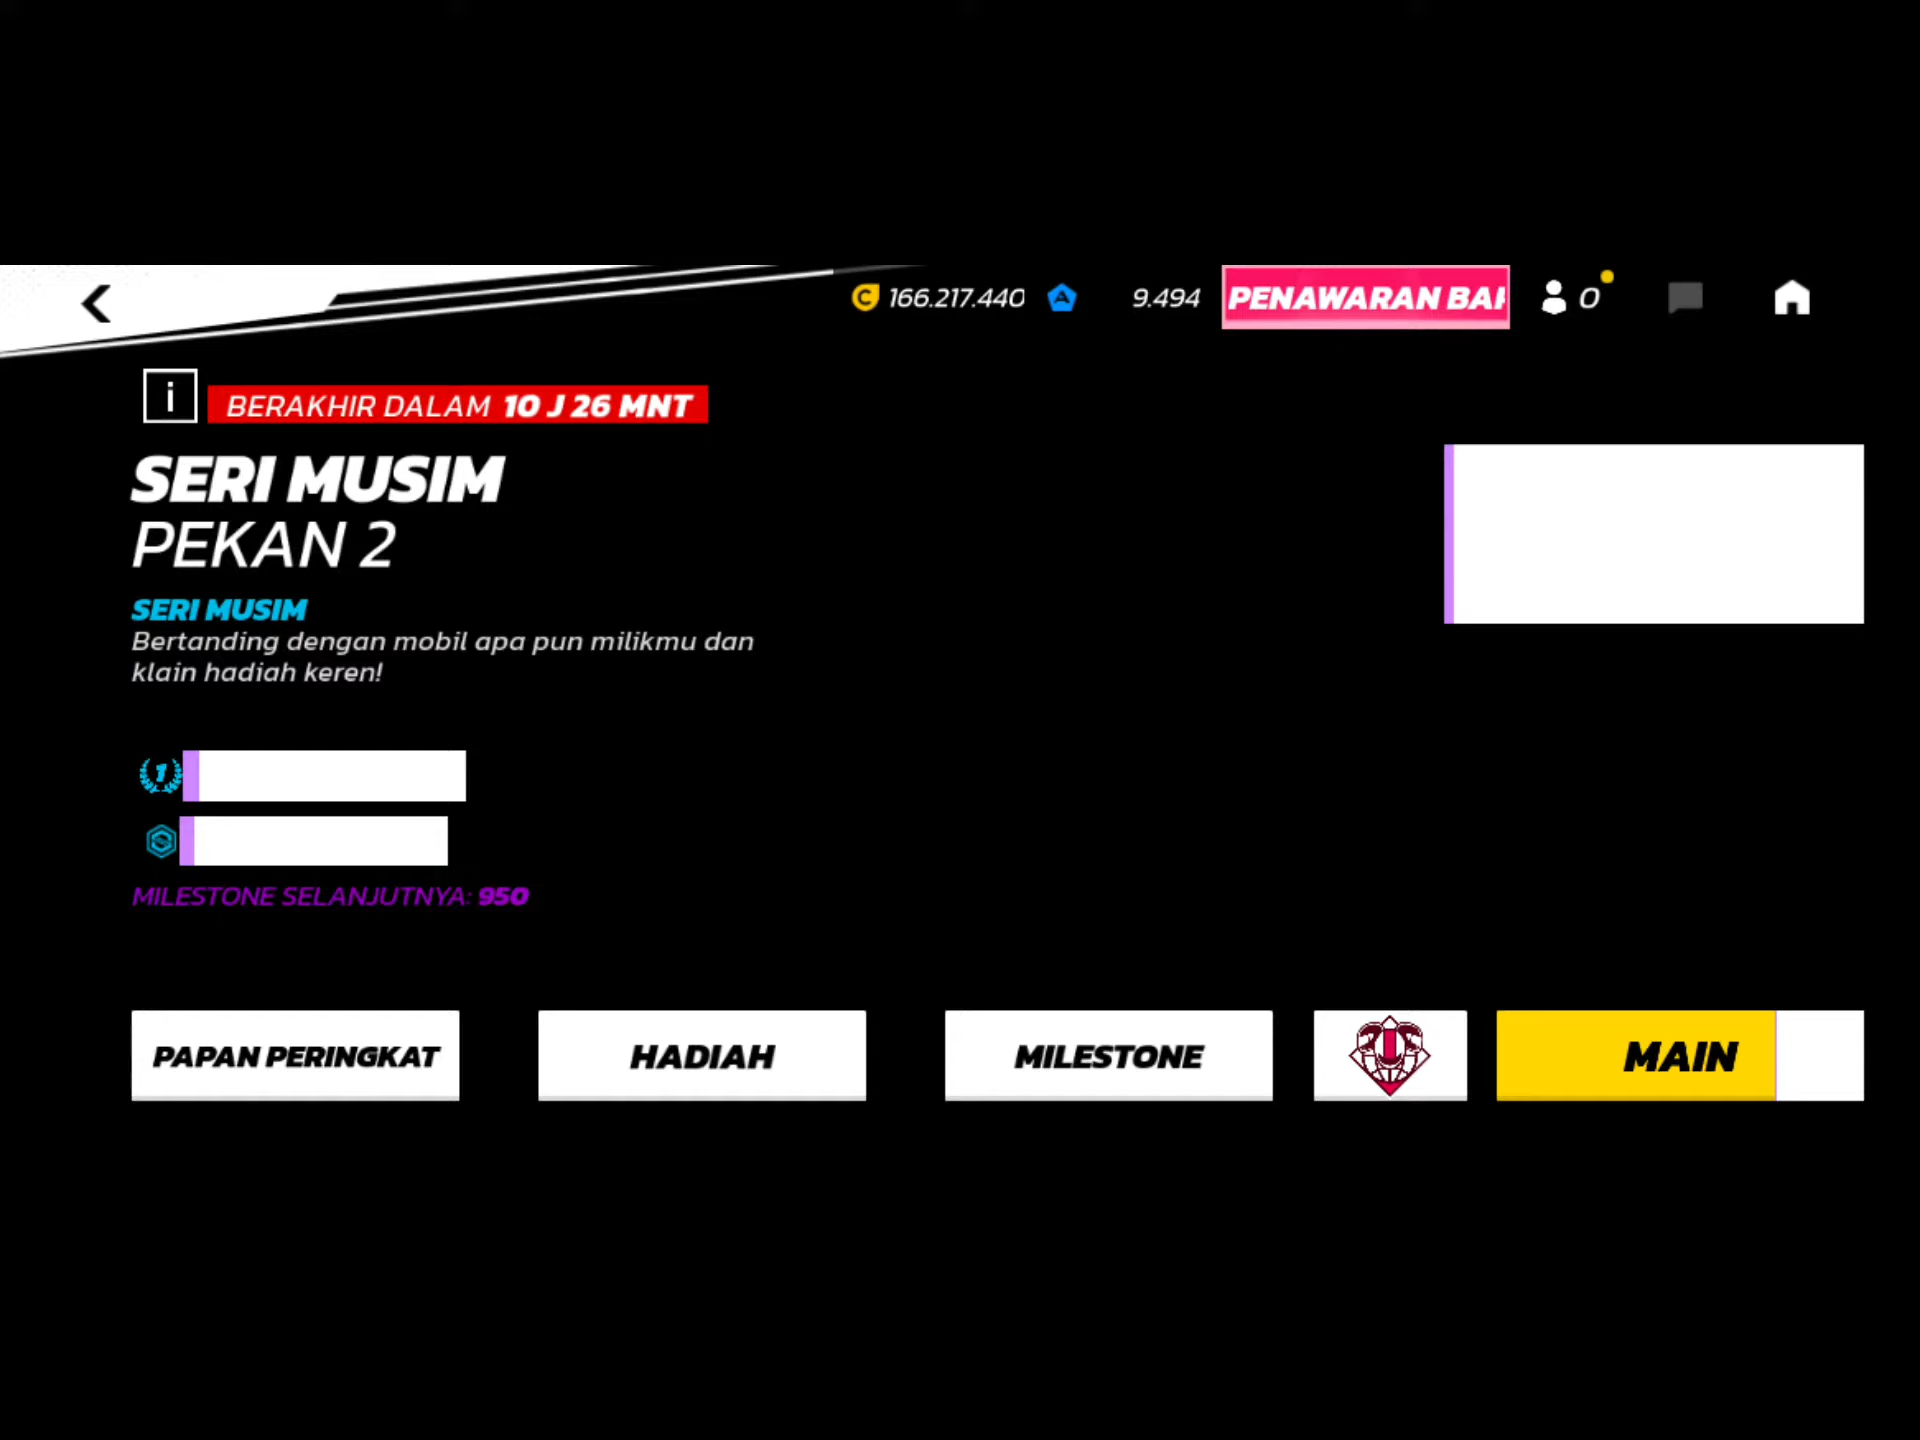 166.217.440
9.494
PENAWARAN BA
0
i
BERAKHIR DALAM 10 J 26 MNT
SERI MUSIM
PEKAN 2
SERI MUSIM
Bertanding dengan mobil apa pun milikmu dan
klain hadiah keren!
1
MILESTONE SELANJUTNYA: 950
PAPAN PERINGKAT
HADIAH
MILESTONE
MAIN